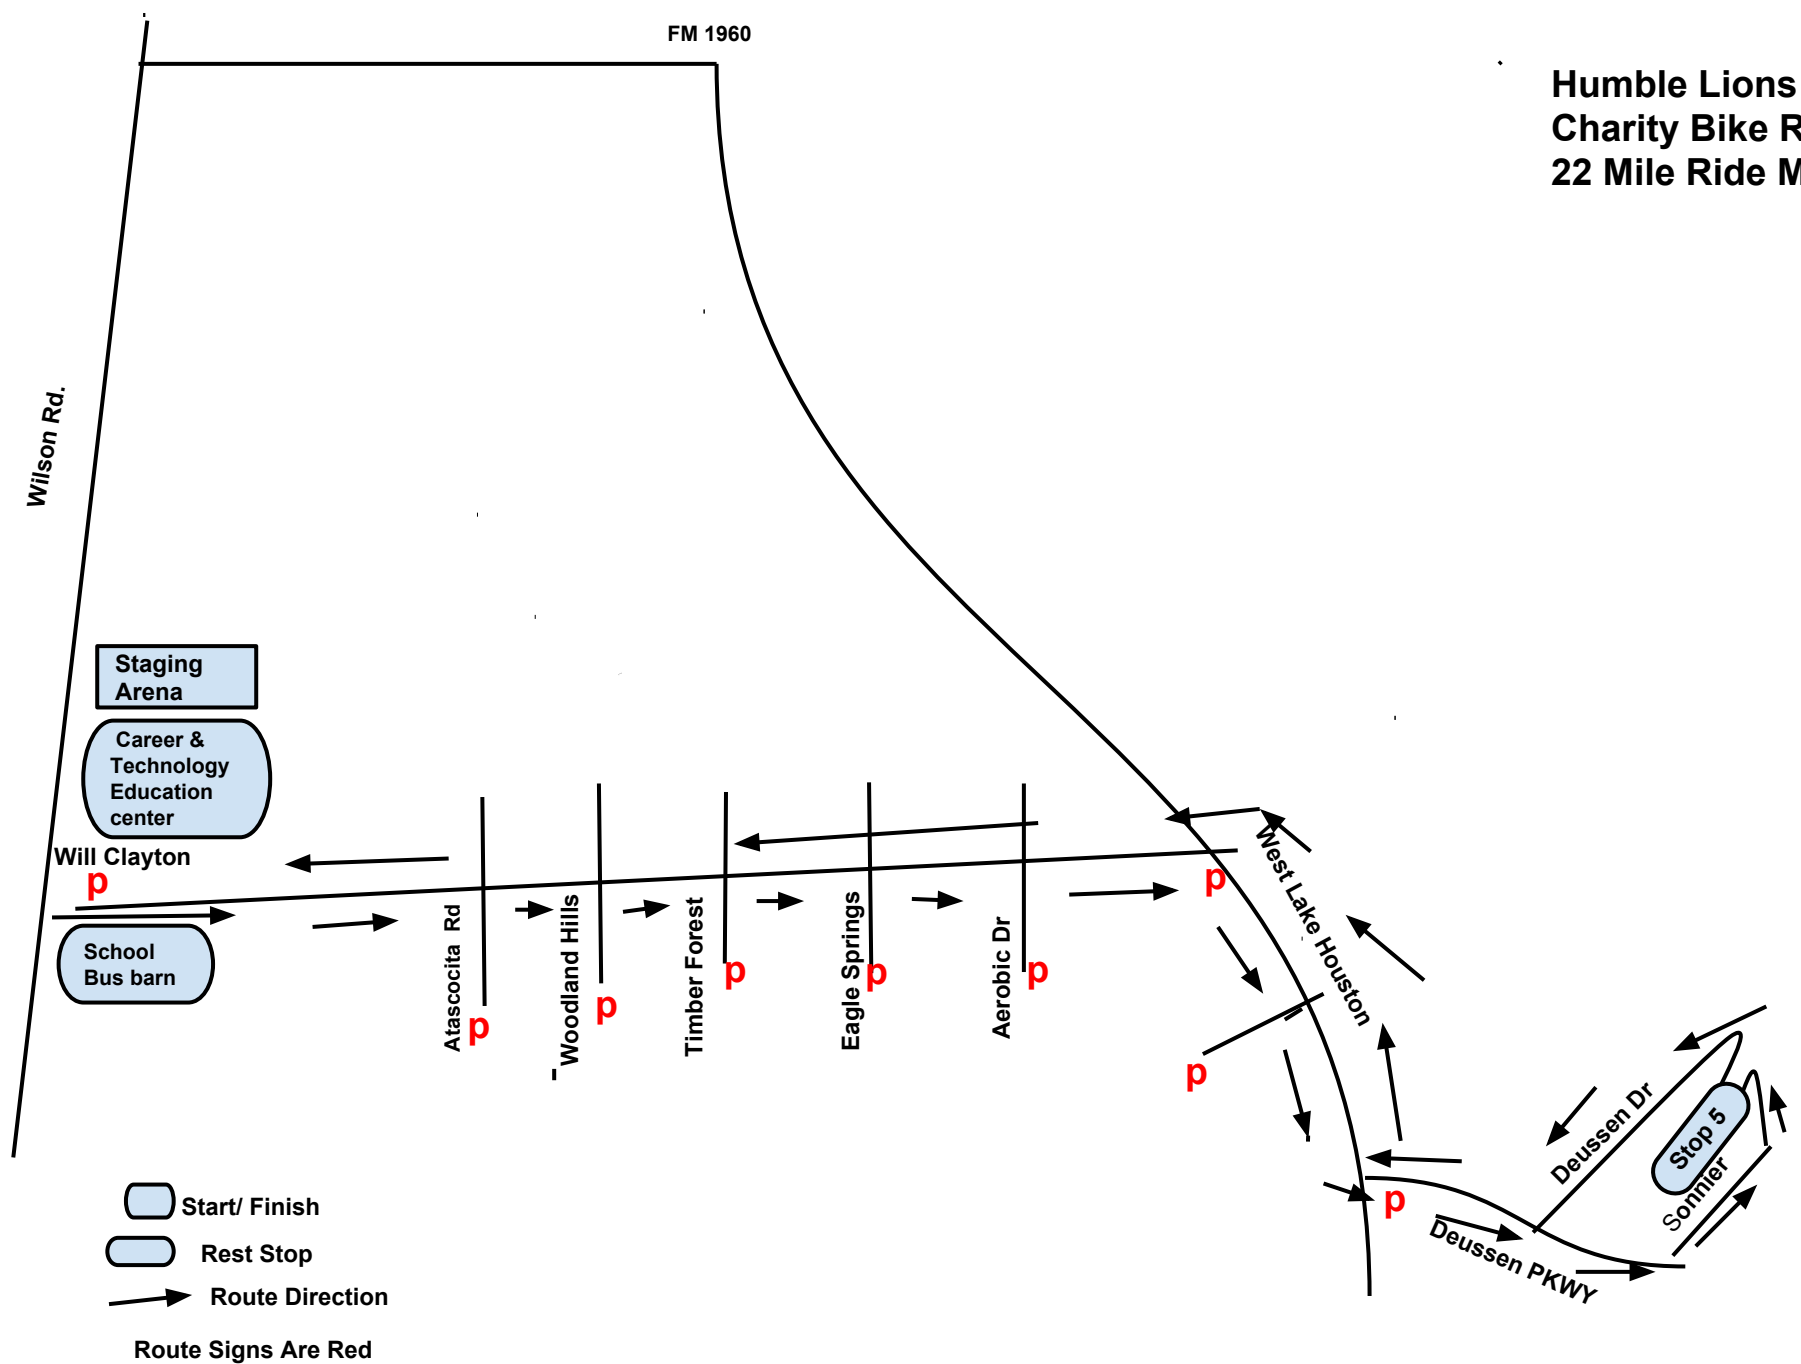 FM 1960
Humble Lions
Charity Bike R
22 Mile Ride M
Wilson Rd.
Staging
Arena
Career &
Technology
Education
center
Will Clayton
p
School
Bus barn
Atascocita Rd
p
Woodland Hills
p
Timber Forest
p
Eagle Springs
p
Aerobic Dr
p
p
West Lake Houston
p
p
Deussen PKWY
Deussen Dr
Stop 5
Sonnier
Start/ Finish
Rest Stop
Route Direction
Route Signs Are Red